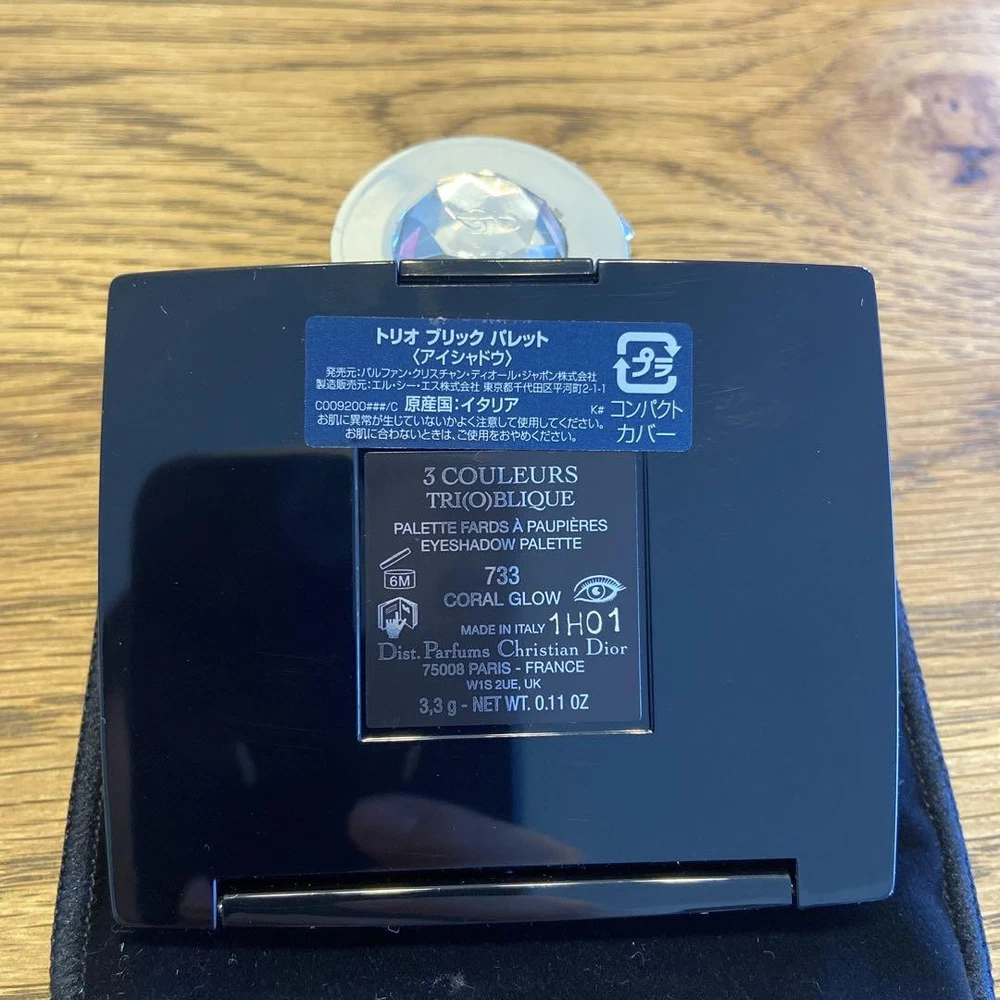 トリオ ブリック パレット
〈アイシャドウ〉
発売元:パルファン・クリスチャン・ディオール・ジャポン株式会社
製造販売元:エル・シー・エス株式会社 東京都千代田区平河町2-1-1
C009200###/C 原産国:イタリア
お肌に異常が生じていないかよく注意して使用してください。
お肌に合わないときは、ご使用をおやめください。
プラ
K# コンパクト
カバー
3 COULEURS
TRI(O)BLIQUE
PALETTE FARDS À PAUPIÈRES
EYESHADOW PALETTE
6M
733
CORAL GLOW
MADE IN ITALY 1H01
Dist. Parfums Christian Dior
75008 PARIS - FRANCE
W1S 2UE, UK
3,3 g - NET WT. 0.11 OZ